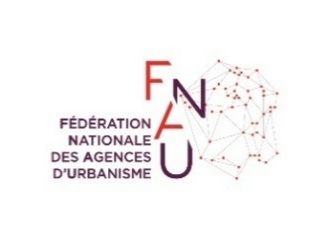 FNAU
FÉDÉRATION
NATIONALE
DES AGENCES
D'URBANISME